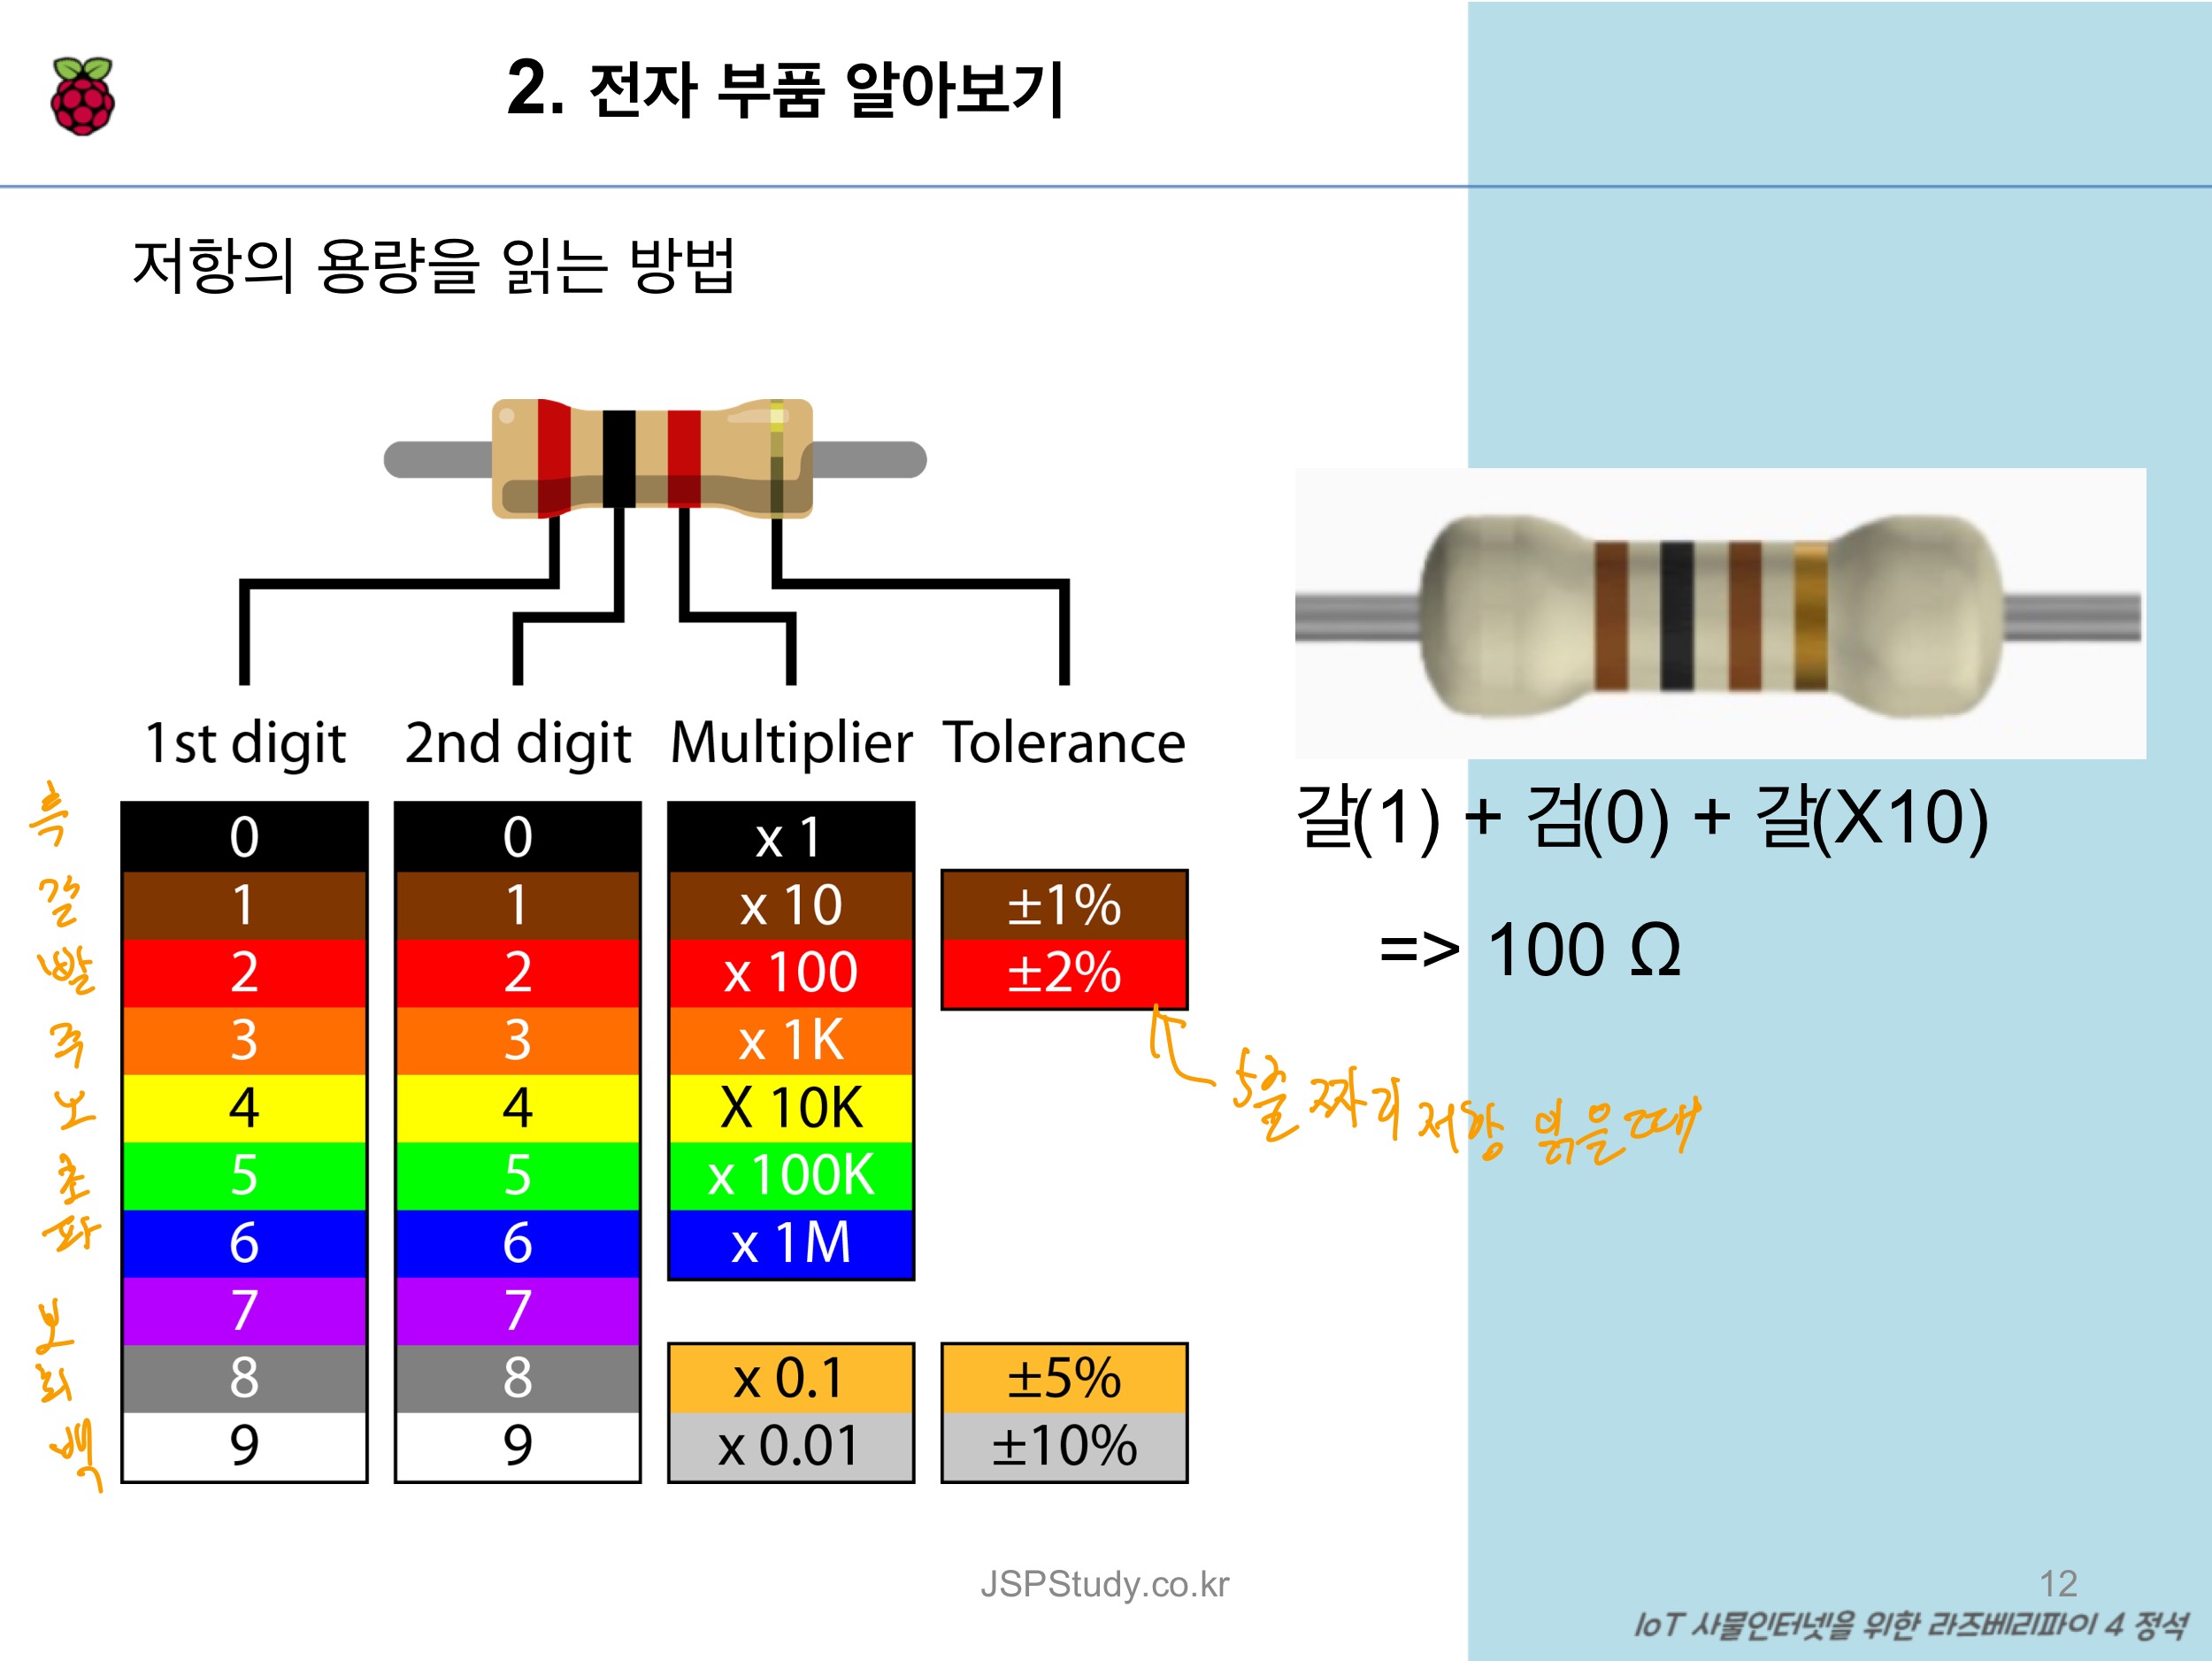 2. 전자 부품 알아보기
저항의 용량을 읽는 방법
1st digit 2nd digit Multiplier Tolerance
흑 0 0 x 1
갈 1 1 x 10 ±1%
빨 2 2 x 100 ±2%
주 3 3 x 1K
노 4 4 X 10K
초 5 5 x 100K
파 6 6 x 1M
보 7 7
회 8 8 x 0.1 ±5%
백 9 9 x 0.01 ±10%
5줄 짜리 저항 읽을때
갈(1) + 검(0) + 갈(X10)
=> 100 Ω
JSPStudy.co.kr
12
IoT 사물인터넷을 위한 라즈베리파이 4 정석